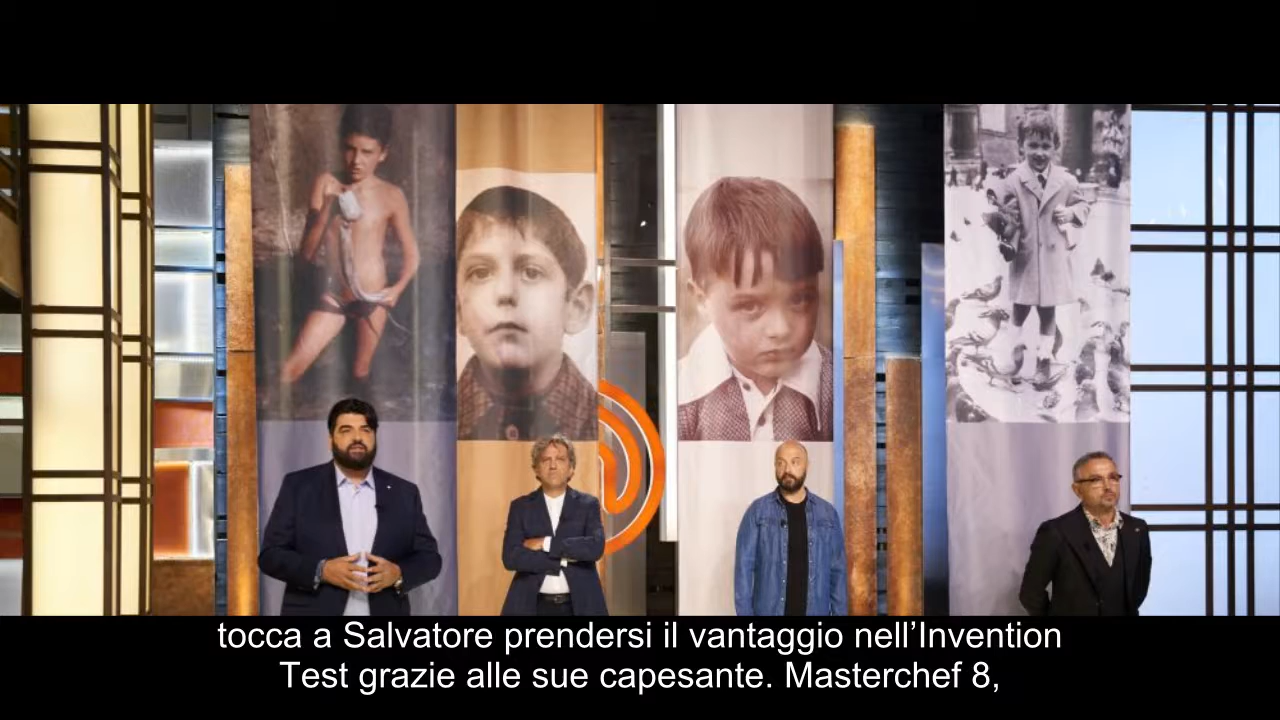 tocca a Salvatore prendersi il vantaggio nell’Invention
Test grazie alle sue capesante. Masterchef 8,